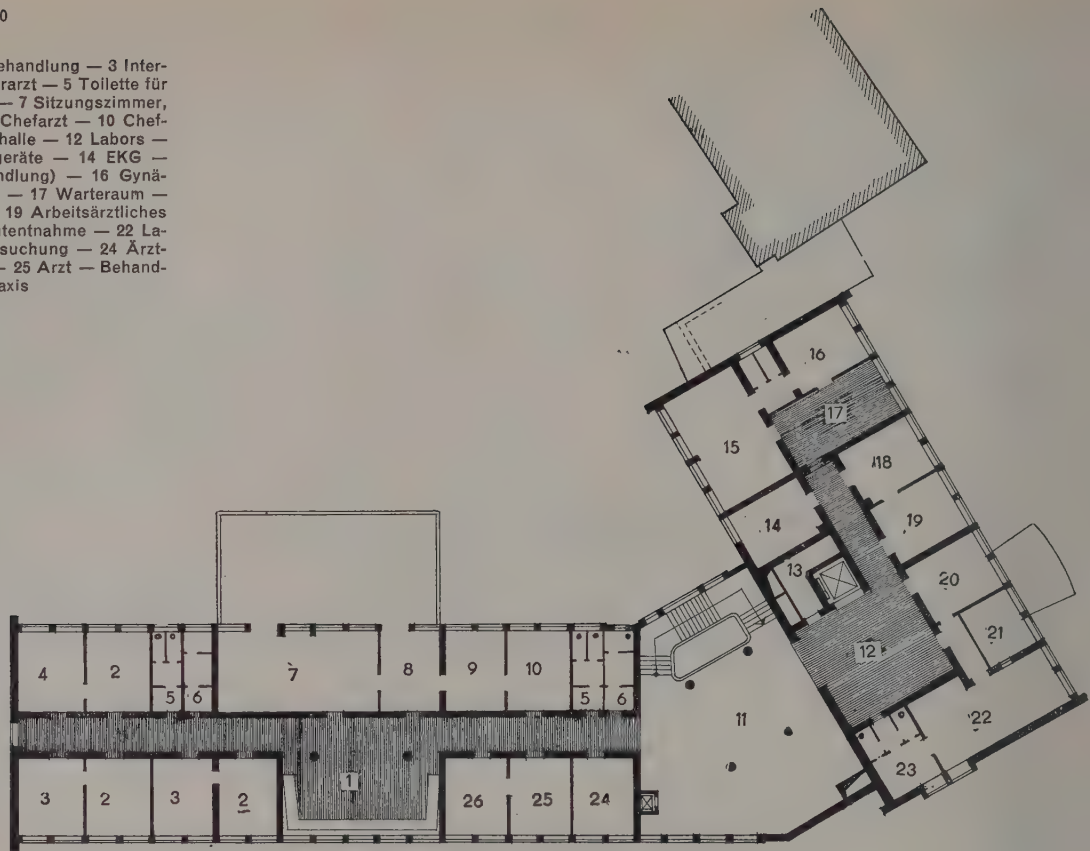 0
ehandlung — 3 Inter-
rarzt — 5 Toilette für
— 7 Sitzungszimmer,
Chefarzt — 10 Chef-
halle — 12 Labors —
geräte — 14 EKG —
ndlung) — 16 Gynä-
— 17 Warteraum —
19 Arbeitsärztliches
tentnahme — 22 La-
suchung — 24 Ärzt-
- 25 Arzt — Behand-
axis
16
17
15
18
14
19
13
20
21
12
4
2
5
6
7
8
9
10
5
6
11
22
23
1
3
2
3
2
26
25
24